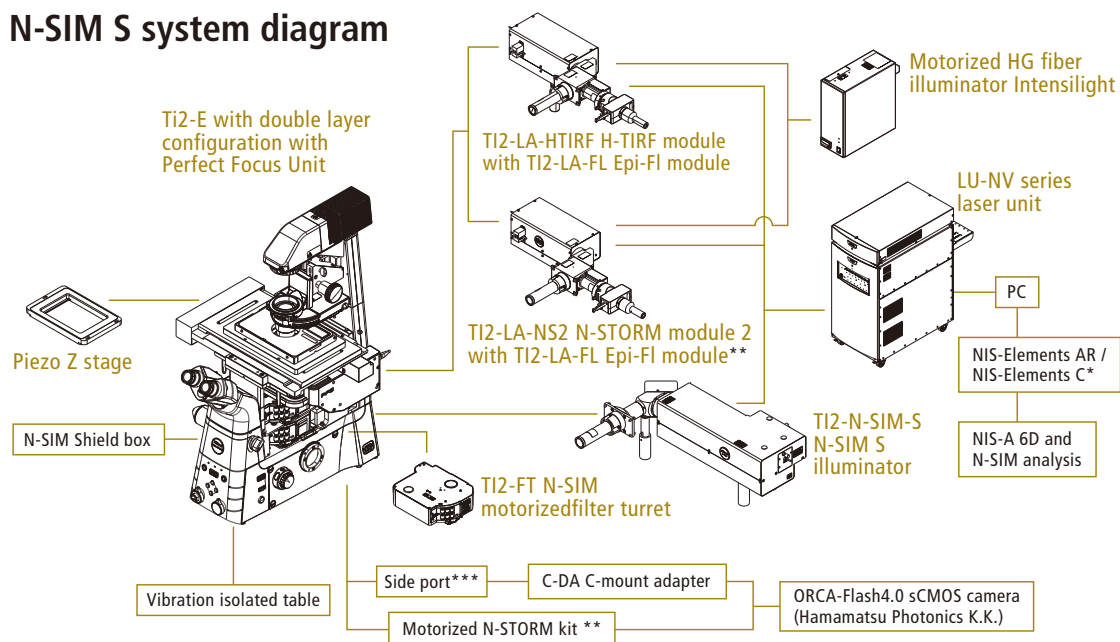 N-SIM S system diagram
Ti2-E with double layer
configuration with
Perfect Focus Unit
TI2-LA-HTIRF H-TIRF module
with TI2-LA-FL Epi-Fl module
Motorized HG fiber
illuminator Intensilight
LU-NV series
laser unit
Piezo Z stage
TI2-LA-NS2 N-STORM module 2
with TI2-LA-FL Epi-Fl module**
PC
NIS-Elements AR /
NIS-Elements C*
NIS-A 6D and
N-SIM analysis
N-SIM Shield box
TI2-N-SIM-S
N-SIM S
illuminator
TI2-FT N-SIM
motorizedfilter turret
Vibration isolated table
Side port***
C-DA C-mount adapter
Motorized N-STORM kit **
ORCA-Flash4.0 sCMOS camera
(Hamamatsu Photonics K.K.)